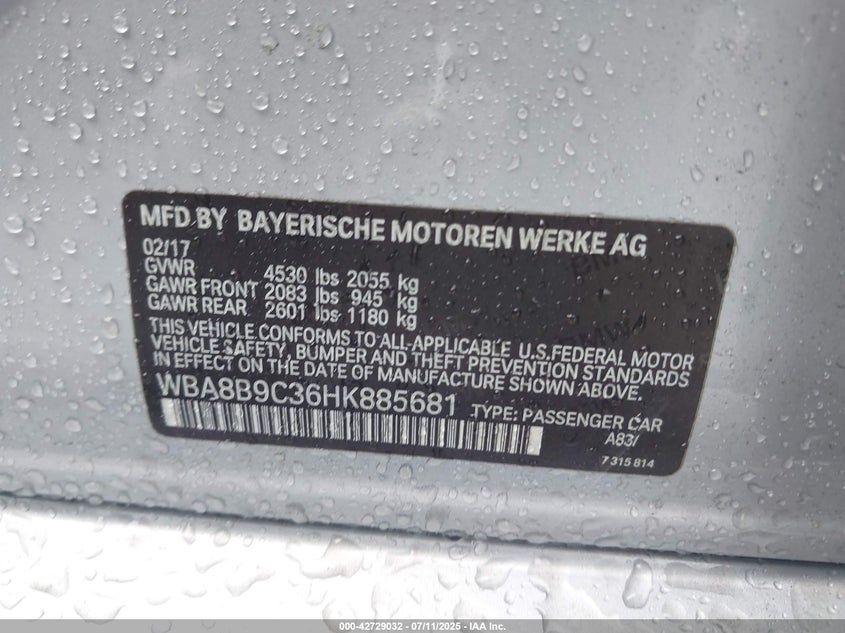 MFD BY BAYERISCHE MOTOREN WERKE AG
02/17
GVWR 4530 lbs 2055 kg
GAWR FRONT 2083 lbs 945 kg
GAWR REAR 2601 lbs 1180 kg
THIS VEHICLE CONFORMS TO ALL APPLICABLE U.S.FEDERAL MOTOR
VEHICLE SAFETY, BUMPER AND THEFT PREVENTION STANDARDS
IN EFFECT ON THE DATE OF MANUFACTURE SHOWN ABOVE.
WBA8B9C36HK885681 TYPE: PASSENGER CAR
A83/
7 315 814
000-42729032 - 07/11/2025 - IAA Inc.